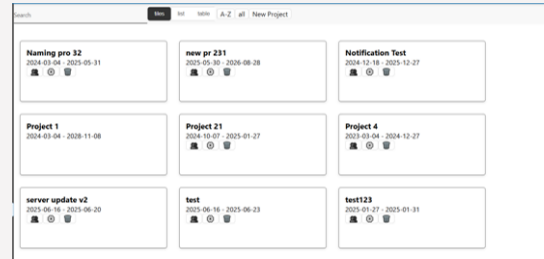 Search tiles list table A-Z all New Project
Naming pro 32
2024-03-04 - 2025-05-31
new pr 231
2025-05-30 - 2026-08-28
Notification Test
2024-12-18 - 2025-12-27
Project 1
2024-03-04 - 2028-11-08
Project 21
2024-10-07 - 2025-01-27
Project 4
2023-03-04 - 2024-12-27
server update v2
2025-06-16 - 2025-06-20
test
2025-06-16 - 2025-06-23
test123
2025-01-27 - 2025-01-31